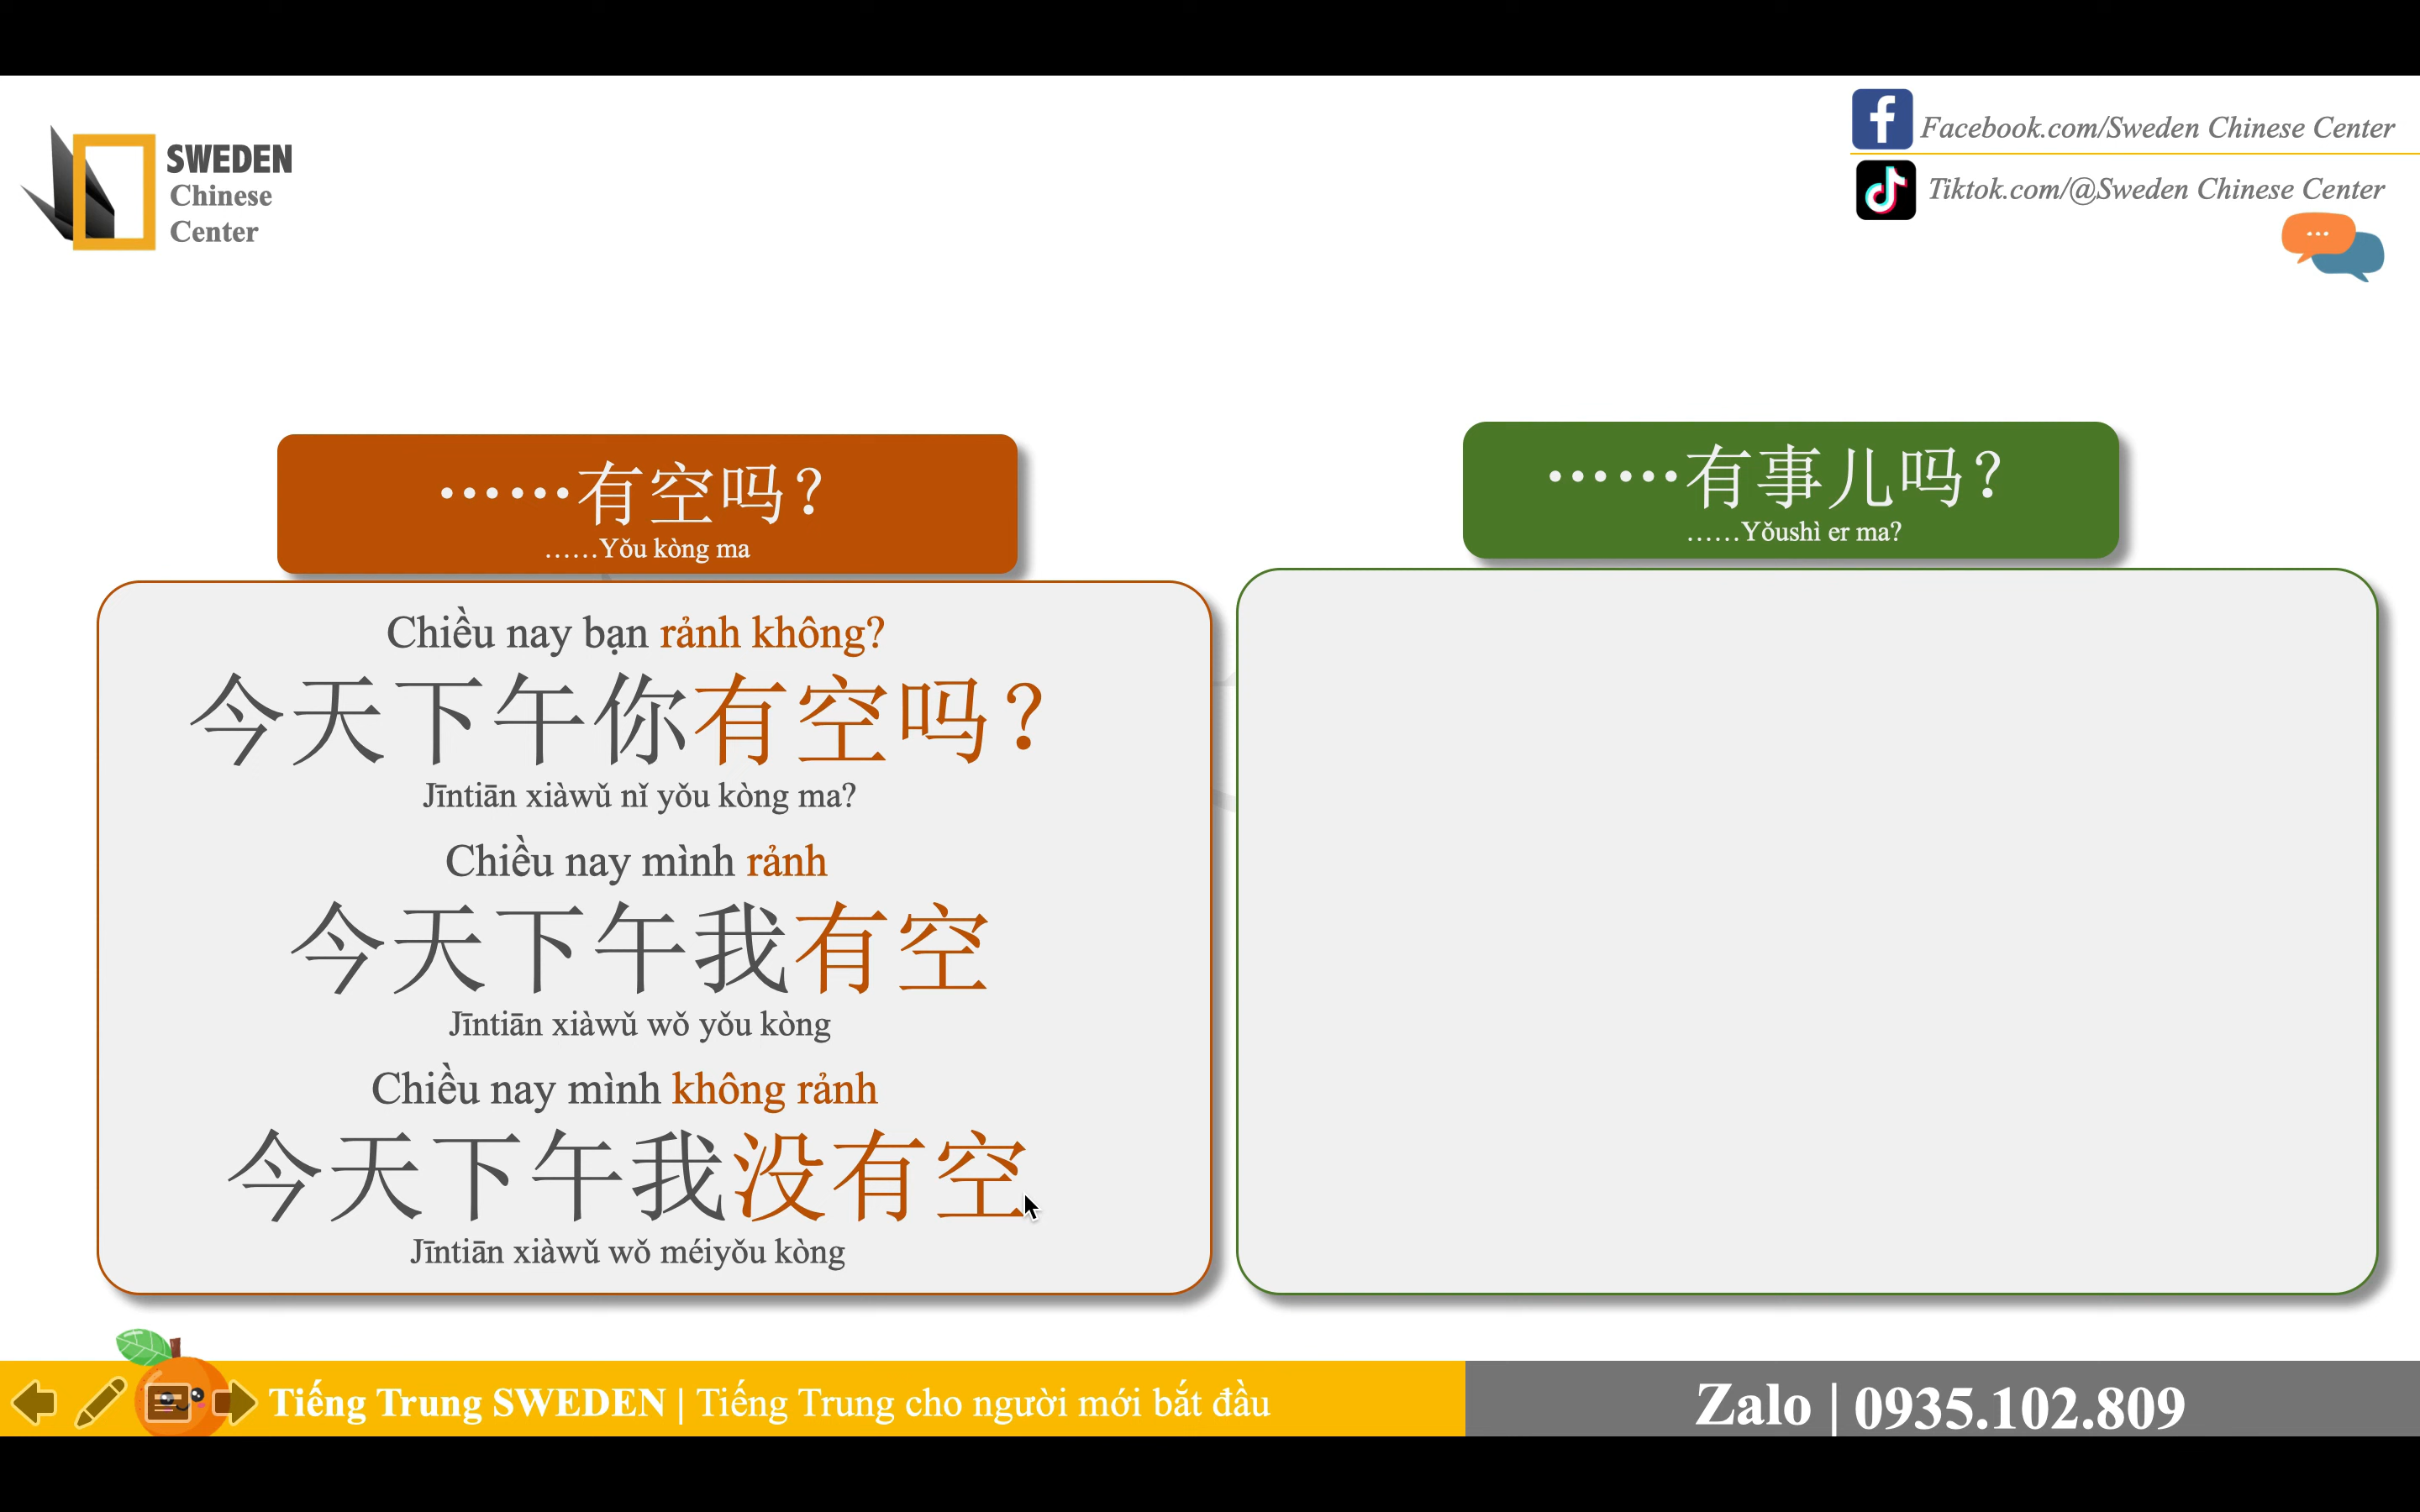 SWEDEN
Chinese
Center
Facebook.com/Sweden Chinese Center
Tiktok.com/@Sweden Chinese Center
……有空吗？
……Yǒu kòng ma
Chiều nay bạn rảnh không?
今天下午你有空吗？
Jīntiān xiàwǔ nǐ yǒu kòng ma?
Chiều nay mình rảnh
今天下午我有空
Jīntiān xiàwǔ wǒ yǒu kòng
Chiều nay mình không rảnh
今天下午我没有空
Jīntiān xiàwǔ wǒ méiyǒu kòng
……有事儿吗？
……Yǒushì er ma?
Tiếng Trung SWEDEN | Tiếng Trung cho người mới bắt đầu
Zalo | 0935.102.809